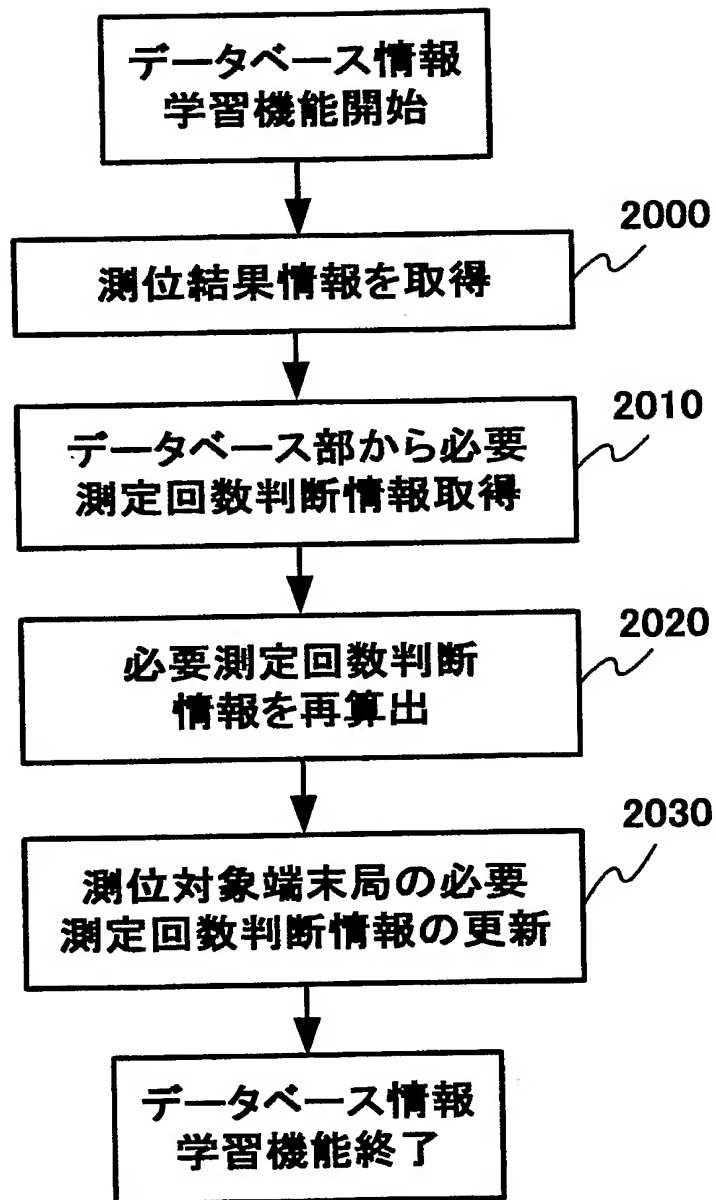 データベース情報
学習機能開始
2000
測位結果情報を取得
2010
データベース部から必要
測定回数判断情報取得
2020
必要測定回数判断
情報を再算出
2030
測位対象端末局の必要
測定回数判断情報の更新
データベース情報
学習機能終了